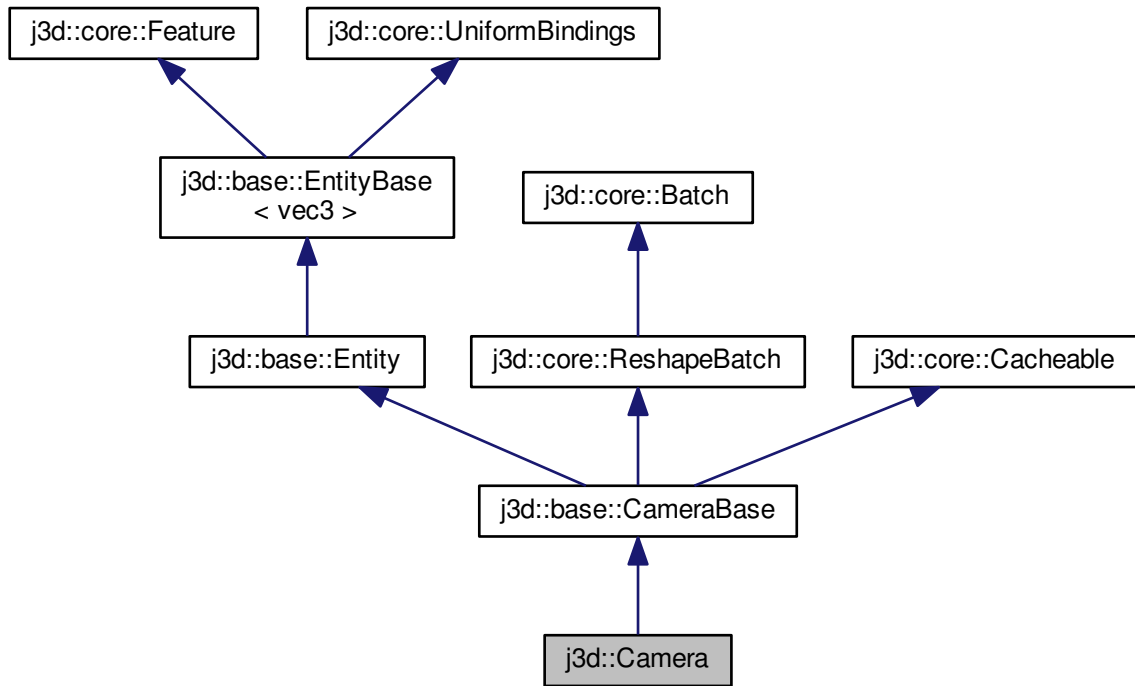 j3d::core::Feature
j3d::core::UniformBindings
j3d::base::EntityBase
< vec3 >
j3d::core::Batch
j3d::base::Entity
j3d::core::ReshapeBatch
j3d::core::Cacheable
j3d::base::CameraBase
j3d::Camera